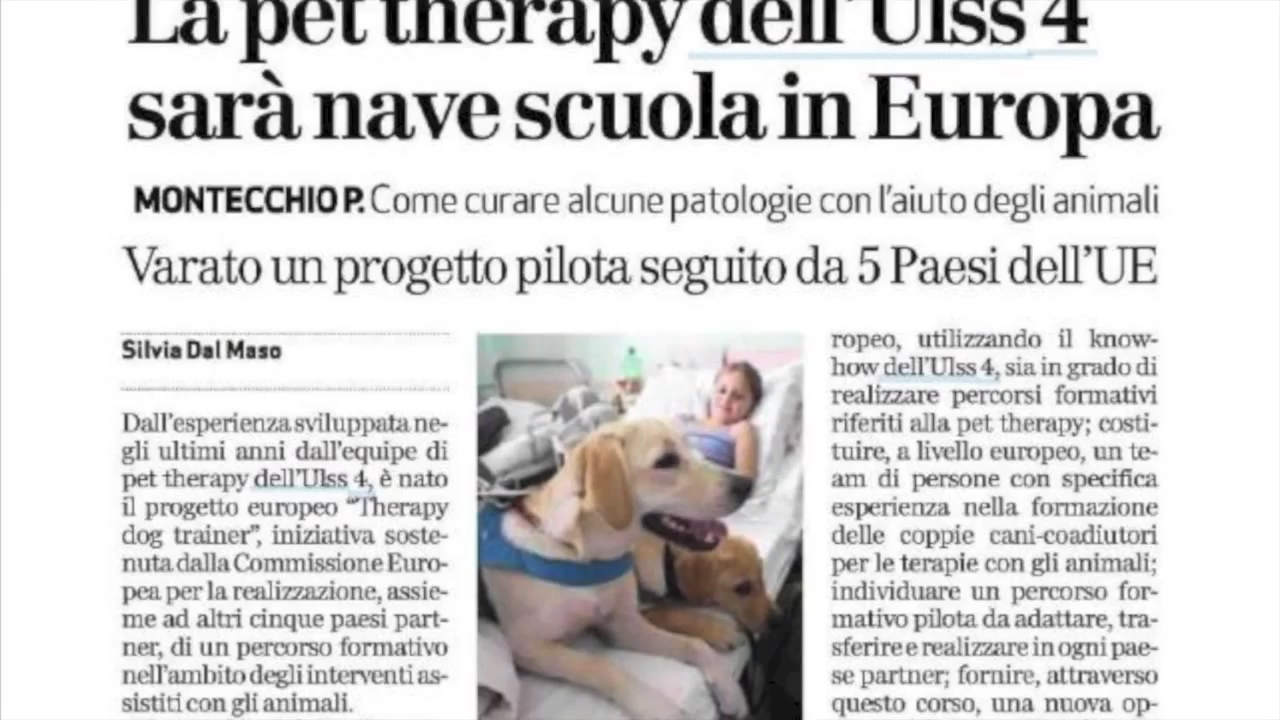 La pet therapy dell'Ulss 4
sarà nave scuola in Europa
MONTECCHIO P. Come curare alcune patologie con l'aiuto degli animali
Varato un progetto pilota seguito da 5 Paesi dell'UE
Silvia Dal Maso
Dall'esperienza sviluppata ne-
gli ultimi anni dall'equipe di
pet therapy dell'Ulss 4, è nato
il progetto europeo "Therapy
dog trainer", iniziativa soste-
nuta dalla Commissione Euro-
pea per la realizzazione, assie-
me ad altri cinque paesi part-
ner, di un percorso formativo
nell'ambito degli interventi as-
sistiti con gli animali.
ropeo, utilizzando il know-
how dell'Ulss 4, sia in grado di
realizzare percorsi formativi
riferiti alla pet therapy; costi-
tuire, a livello europeo, un te-
am di persone con specifica
esperienza nella formazione
delle coppie cani-coadiutori
per le terapie con gli animali;
individuare un percorso for-
mativo pilota da adattare, tra-
sferire e realizzare in ogni pae-
se partner; fornire, attraverso
questo corso, una nuova op-